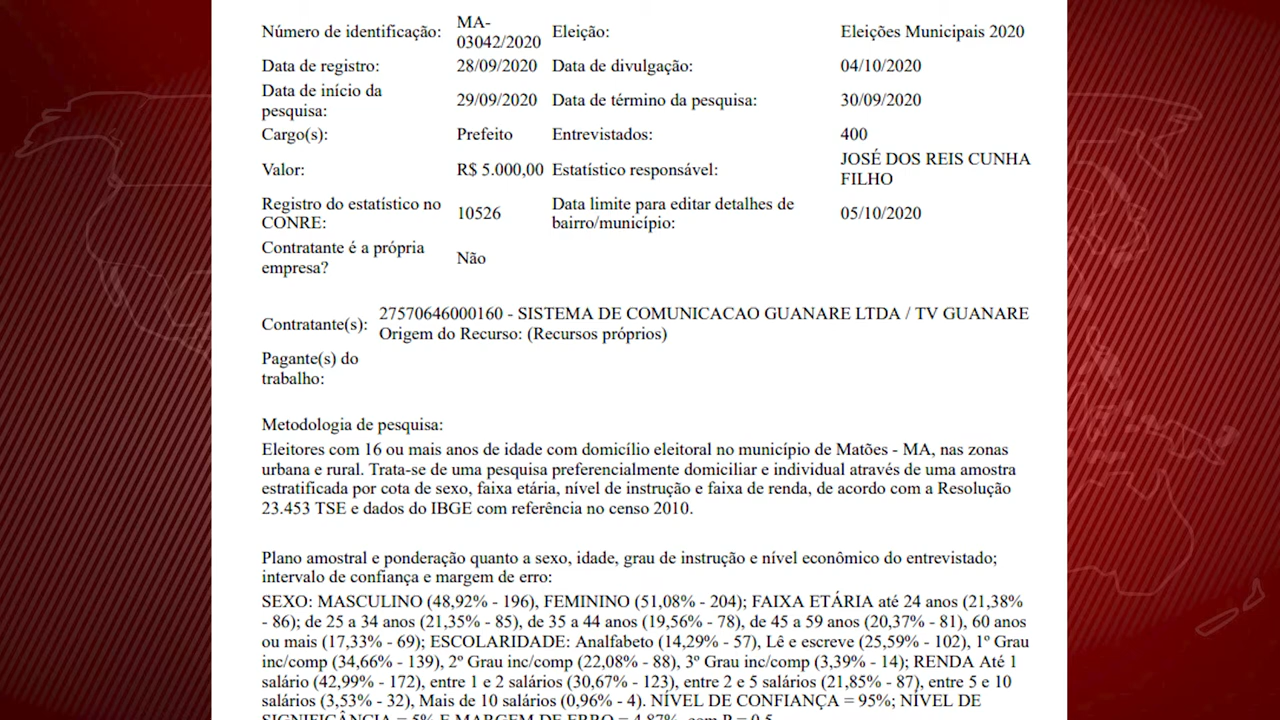 Número de identificação: MA-03042/2020 Eleição: Eleições Municipais 2020
Data de registro: 28/09/2020 Data de divulgação: 04/10/2020
Data de início da pesquisa: 29/09/2020 Data de término da pesquisa: 30/09/2020
Cargo(s): Prefeito Entrevistados: 400
Valor: R$ 5.000,00 Estatístico responsável: JOSÉ DOS REIS CUNHA FILHO
Registro do estatístico no CONRE: 10526 Data limite para editar detalhes de bairro/município: 05/10/2020
Contratante é a própria empresa? Não
Contratante(s): 27570646000160 - SISTEMA DE COMUNICACAO GUANARE LTDA / TV GUANARE
Origem do Recurso: (Recursos próprios)
Pagante(s) do
trabalho:
Metodologia de pesquisa:
Eleitores com 16 ou mais anos de idade com domicílio eleitoral no município de Matões - MA, nas zonas
urbana e rural. Trata-se de uma pesquisa preferencialmente domiciliar e individual através de uma amostra
estratificada por cota de sexo, faixa etária, nível de instrução e faixa de renda, de acordo com a Resolução
23.453 TSE e dados do IBGE com referência no censo 2010.
Plano amostral e ponderação quanto a sexo, idade, grau de instrução e nível econômico do entrevistado;
intervalo de confiança e margem de erro:
SEXO: MASCULINO (48,92% - 196), FEMININO (51,08% - 204); FAIXA ETÁRIA até 24 anos (21,38%
- 86); de 25 a 34 anos (21,35% - 85), de 35 a 44 anos (19,56% - 78), de 45 a 59 anos (20,37% - 81), 60 anos
ou mais (17,33% - 69); ESCOLARIDADE: Analfabeto (14,29% - 57), Lê e escreve (25,59% - 102), 1º Grau
inc/comp (34,66% - 139), 2º Grau inc/comp (22,08% - 88), 3º Grau inc/comp (3,39% - 14); RENDA Até 1
salário (42,99% - 172), entre 1 e 2 salários (30,67% - 123), entre 2 e 5 salários (21,85% - 87), entre 5 e 10
salários (3,53% - 32), Mais de 10 salários (0,96% - 4). NÍVEL DE CONFIANÇA = 95%; NÍVEL DE
SIGNIFICÂNCIA = 5% E MARGEM DE ERRO = 4,87%, com P = 0,5